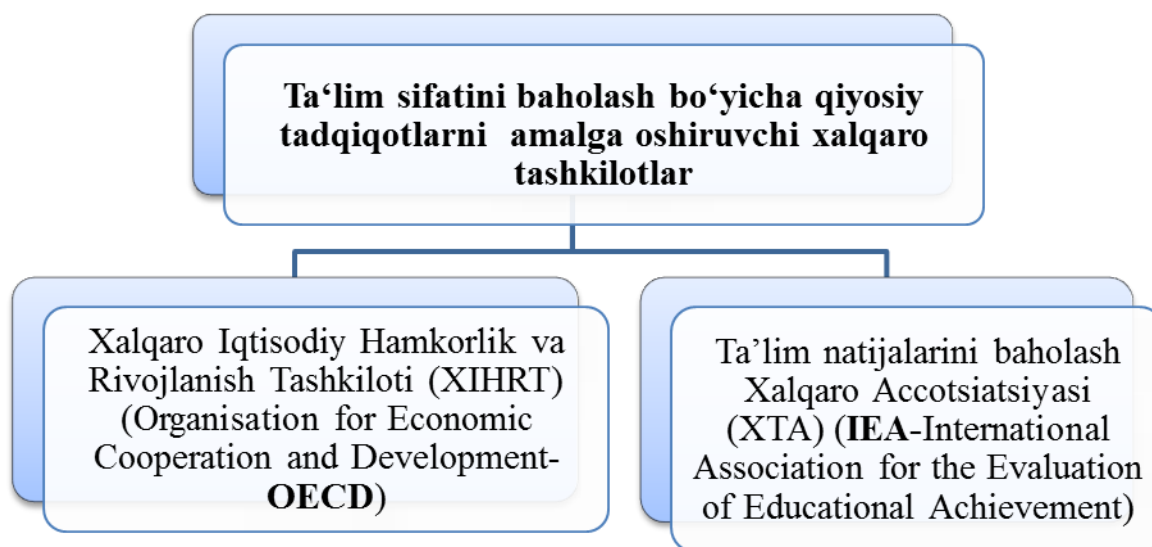 Ta‘lim sifatini baholash bo‘yicha qiyosiy
tadqiqotlarni amalga oshiruvchi xalqaro
tashkilotlar
Xalqaro Iqtisodiy Hamkorlik va
Rivojlanish Tashkiloti (XIHRT)
(Organisation for Economic
Cooperation and Development-
OECD)
Ta’lim natijalarini baholash
Xalqaro Accotsiatsiyasi
(XTA) (IEA-International
Association for the Evaluation
of Educational Achievement)